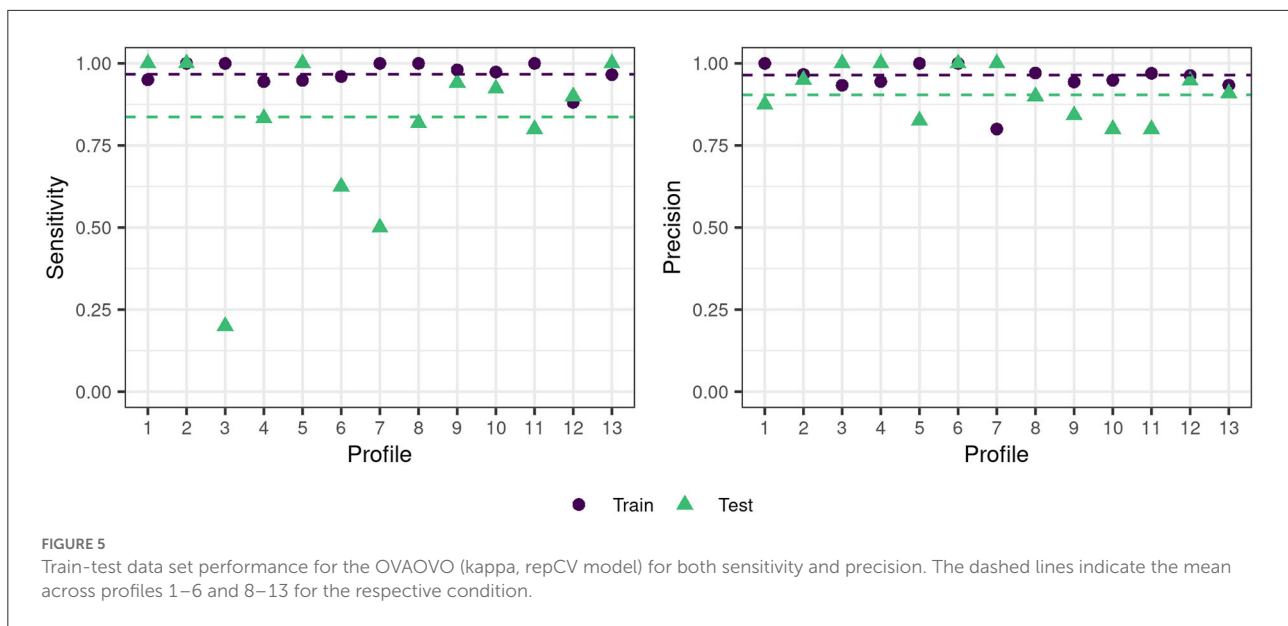 1.00
0.75
0.50
0.25
0.00
Sensitivity
1 2 3 4 5 6 7 8 9 10 11 12 13
Profile
1.00
0.75
0.50
0.25
0.00
Precision
1 2 3 4 5 6 7 8 9 10 11 12 13
Profile
Train Test
FIGURE 5
Train-test data set performance for the OVAOVO (kappa, repCV model) for both sensitivity and precision. The dashed lines indicate the mean
across profiles 1–6 and 8–13 for the respective condition.